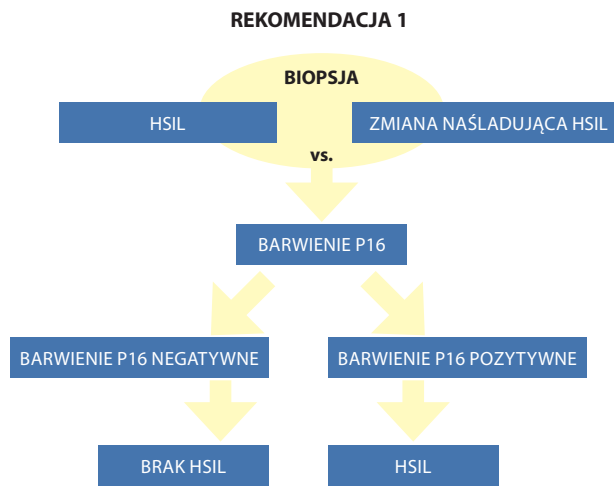 REKOMENDACJA 1
BIOPSJA
HSIL
ZMIANA NAŚLADUJĄCA HSIL
vs.
BARWIENIE P16
BARWIENIE P16 NEGATYWNE
BARWIENIE P16 POZYTYWNE
BRAK HSIL
HSIL